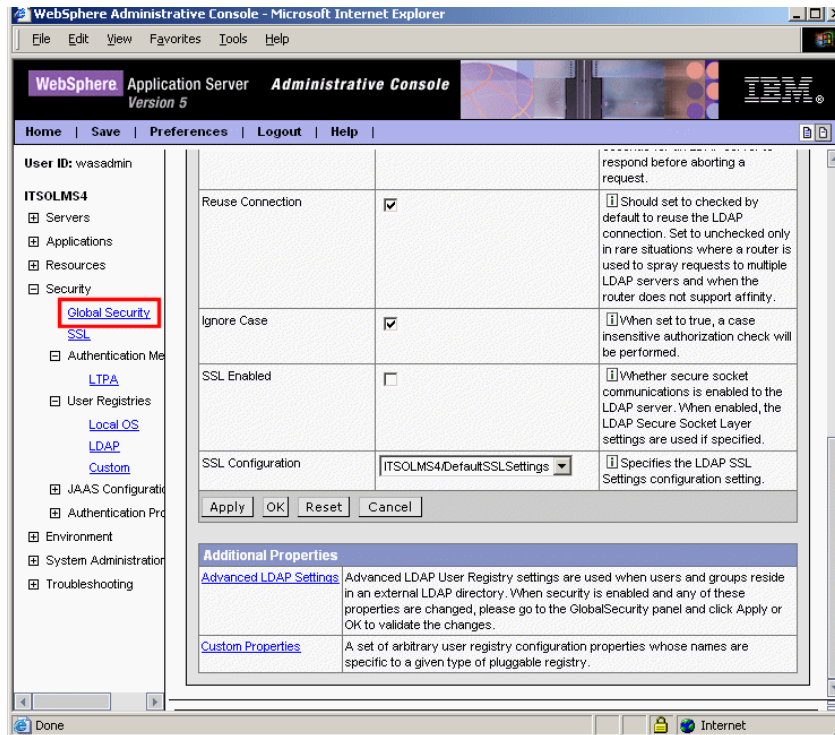 WebSphere Administrative Console - Microsoft Internet Explorer
File Edit View Favorites Tools Help
WebSphere Application Server Administrative Console
Version 5
IBM
Home | Save | Preferences | Logout | Help |
User ID: wasadmin
ITSOLMS4
Servers
Applications
Resources
Security
Global Security
SSL
Authentication Me
LTPA
User Registries
Local OS
LDAP
Custom
JAAS Configuratic
Authentication Pro
Environment
System Administration
Troubleshooting
respond before aborting a
request.
Reuse Connection
Should set to checked by
default to reuse the LDAP
connection. Set to unchecked only
in rare situations where a router is
used to spray requests to multiple
LDAP servers and when the
router does not support affinity.
Ignore Case
When set to true, a case
insensitive authorization check will
be performed.
SSL Enabled
Whether secure socket
communications is enabled to the
LDAP server. When enabled, the
LDAP Secure Socket Layer
settings are used if specified.
SSL Configuration
ITSOLMS4/DefaultSSLSettings
Specifies the LDAP SSL
Settings configuration setting.
Apply OK Reset Cancel
Additional Properties
Advanced LDAP Settings
Advanced LDAP User Registry settings are used when users and groups reside
in an external LDAP directory. When security is enabled and any of these
properties are changed, please go to the GlobalSecurity panel and click Apply or
OK to validate the changes.
Custom Properties
A set of arbitrary user registry configuration properties whose names are
specific to a given type of pluggable registry.
Done
Internet